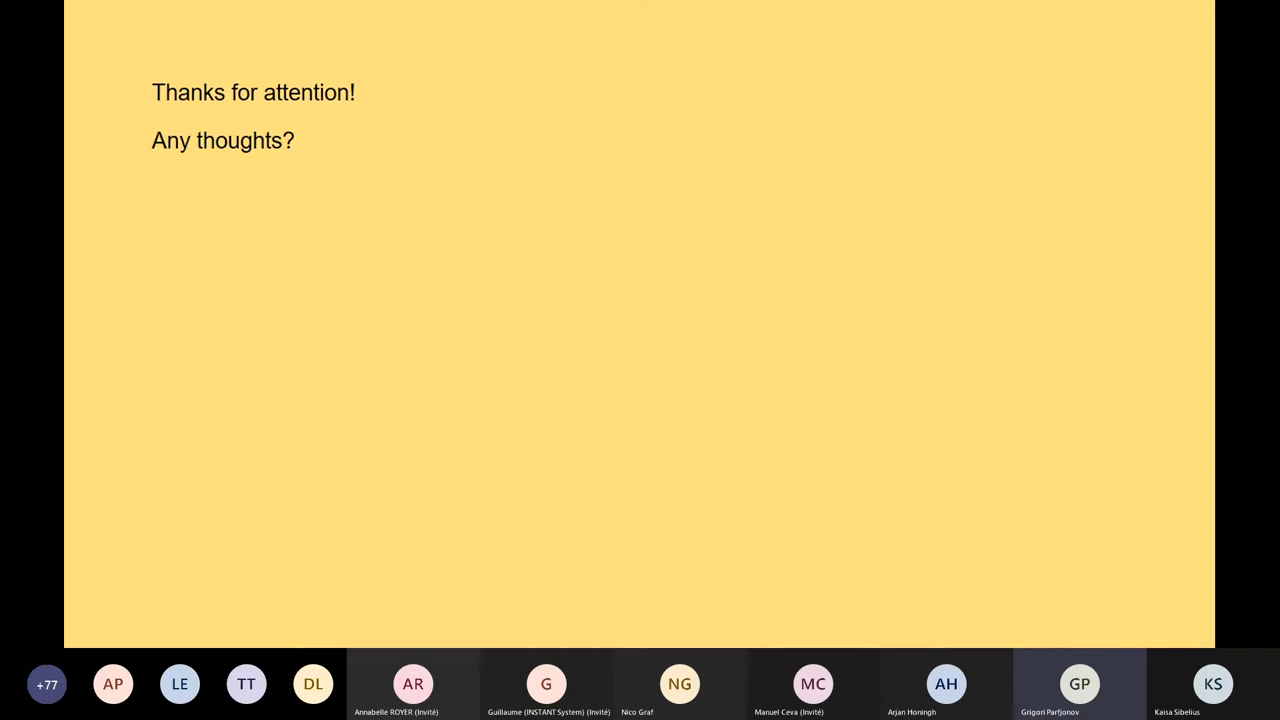 Thanks for attention!
Any thoughts?
+77
AP
LE
TT
DL
AR
G
NG
MC
AH
GP
KS
Annabelle ROYER (Invité)
Guillaume (INSTANT System) (Invité)
Nico Graf
Manuel Ceva (Invité)
Arjan Honingh
Grigori Parfjonov
Kaisa Sibelius